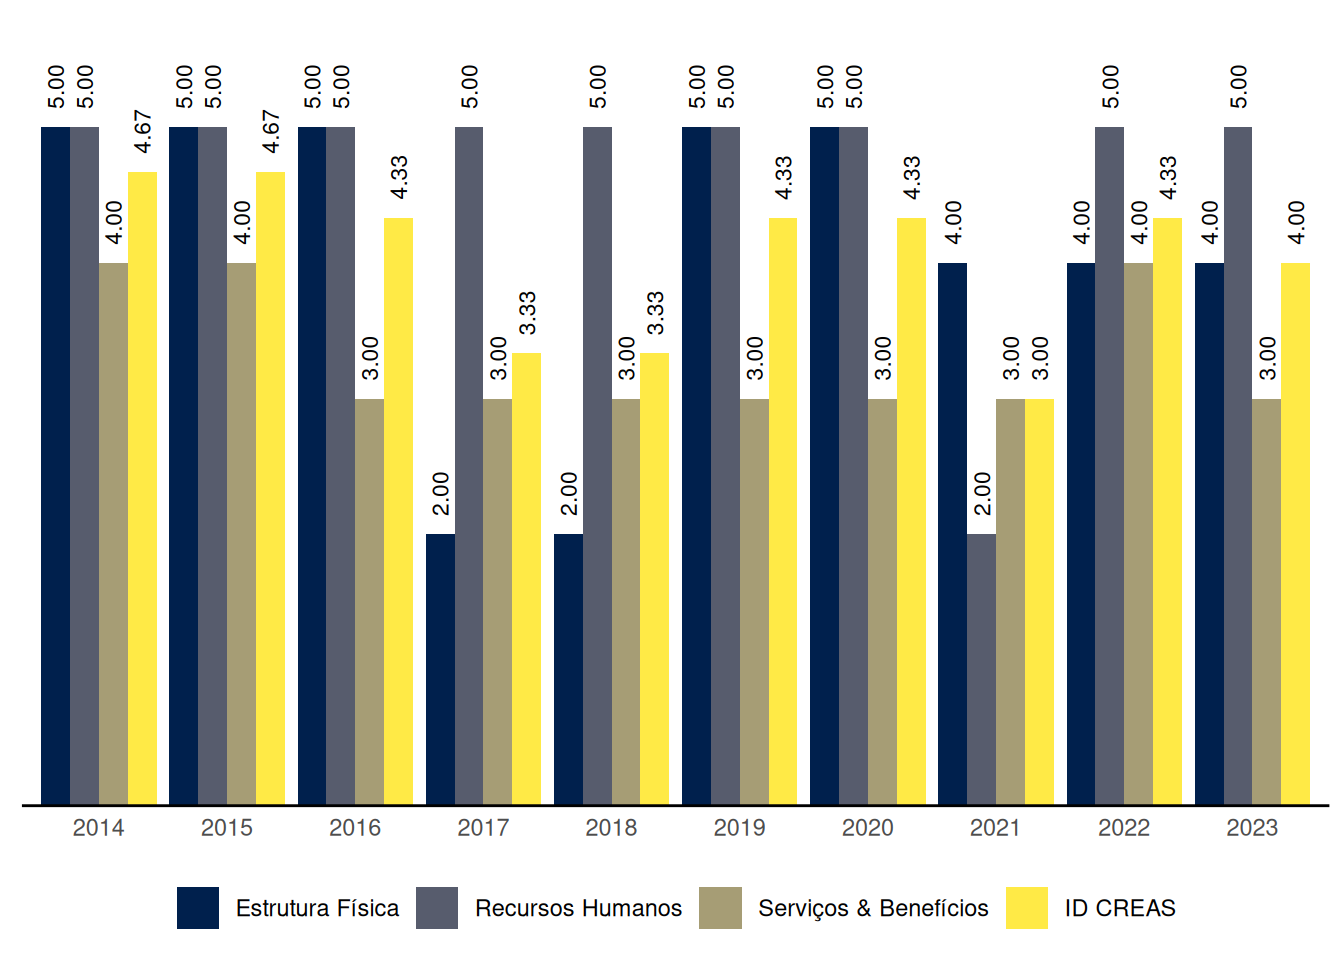 5.00 5.00 4.00 4.67 5.00 5.00 4.00 4.67 5.00 5.00 3.00 4.33 2.00 5.00 3.00 3.33 2.00 5.00 3.00 3.33 5.00 5.00 3.00 4.33 5.00 5.00 3.00 4.33 4.00 2.00 3.00 3.00 4.00 5.00 4.00 4.33 4.00 5.00 3.00 4.00
2014 2015 2016 2017 2018 2019 2020 2021 2022 2023
Estrutura Física Recursos Humanos Serviços & Benefícios ID CREAS